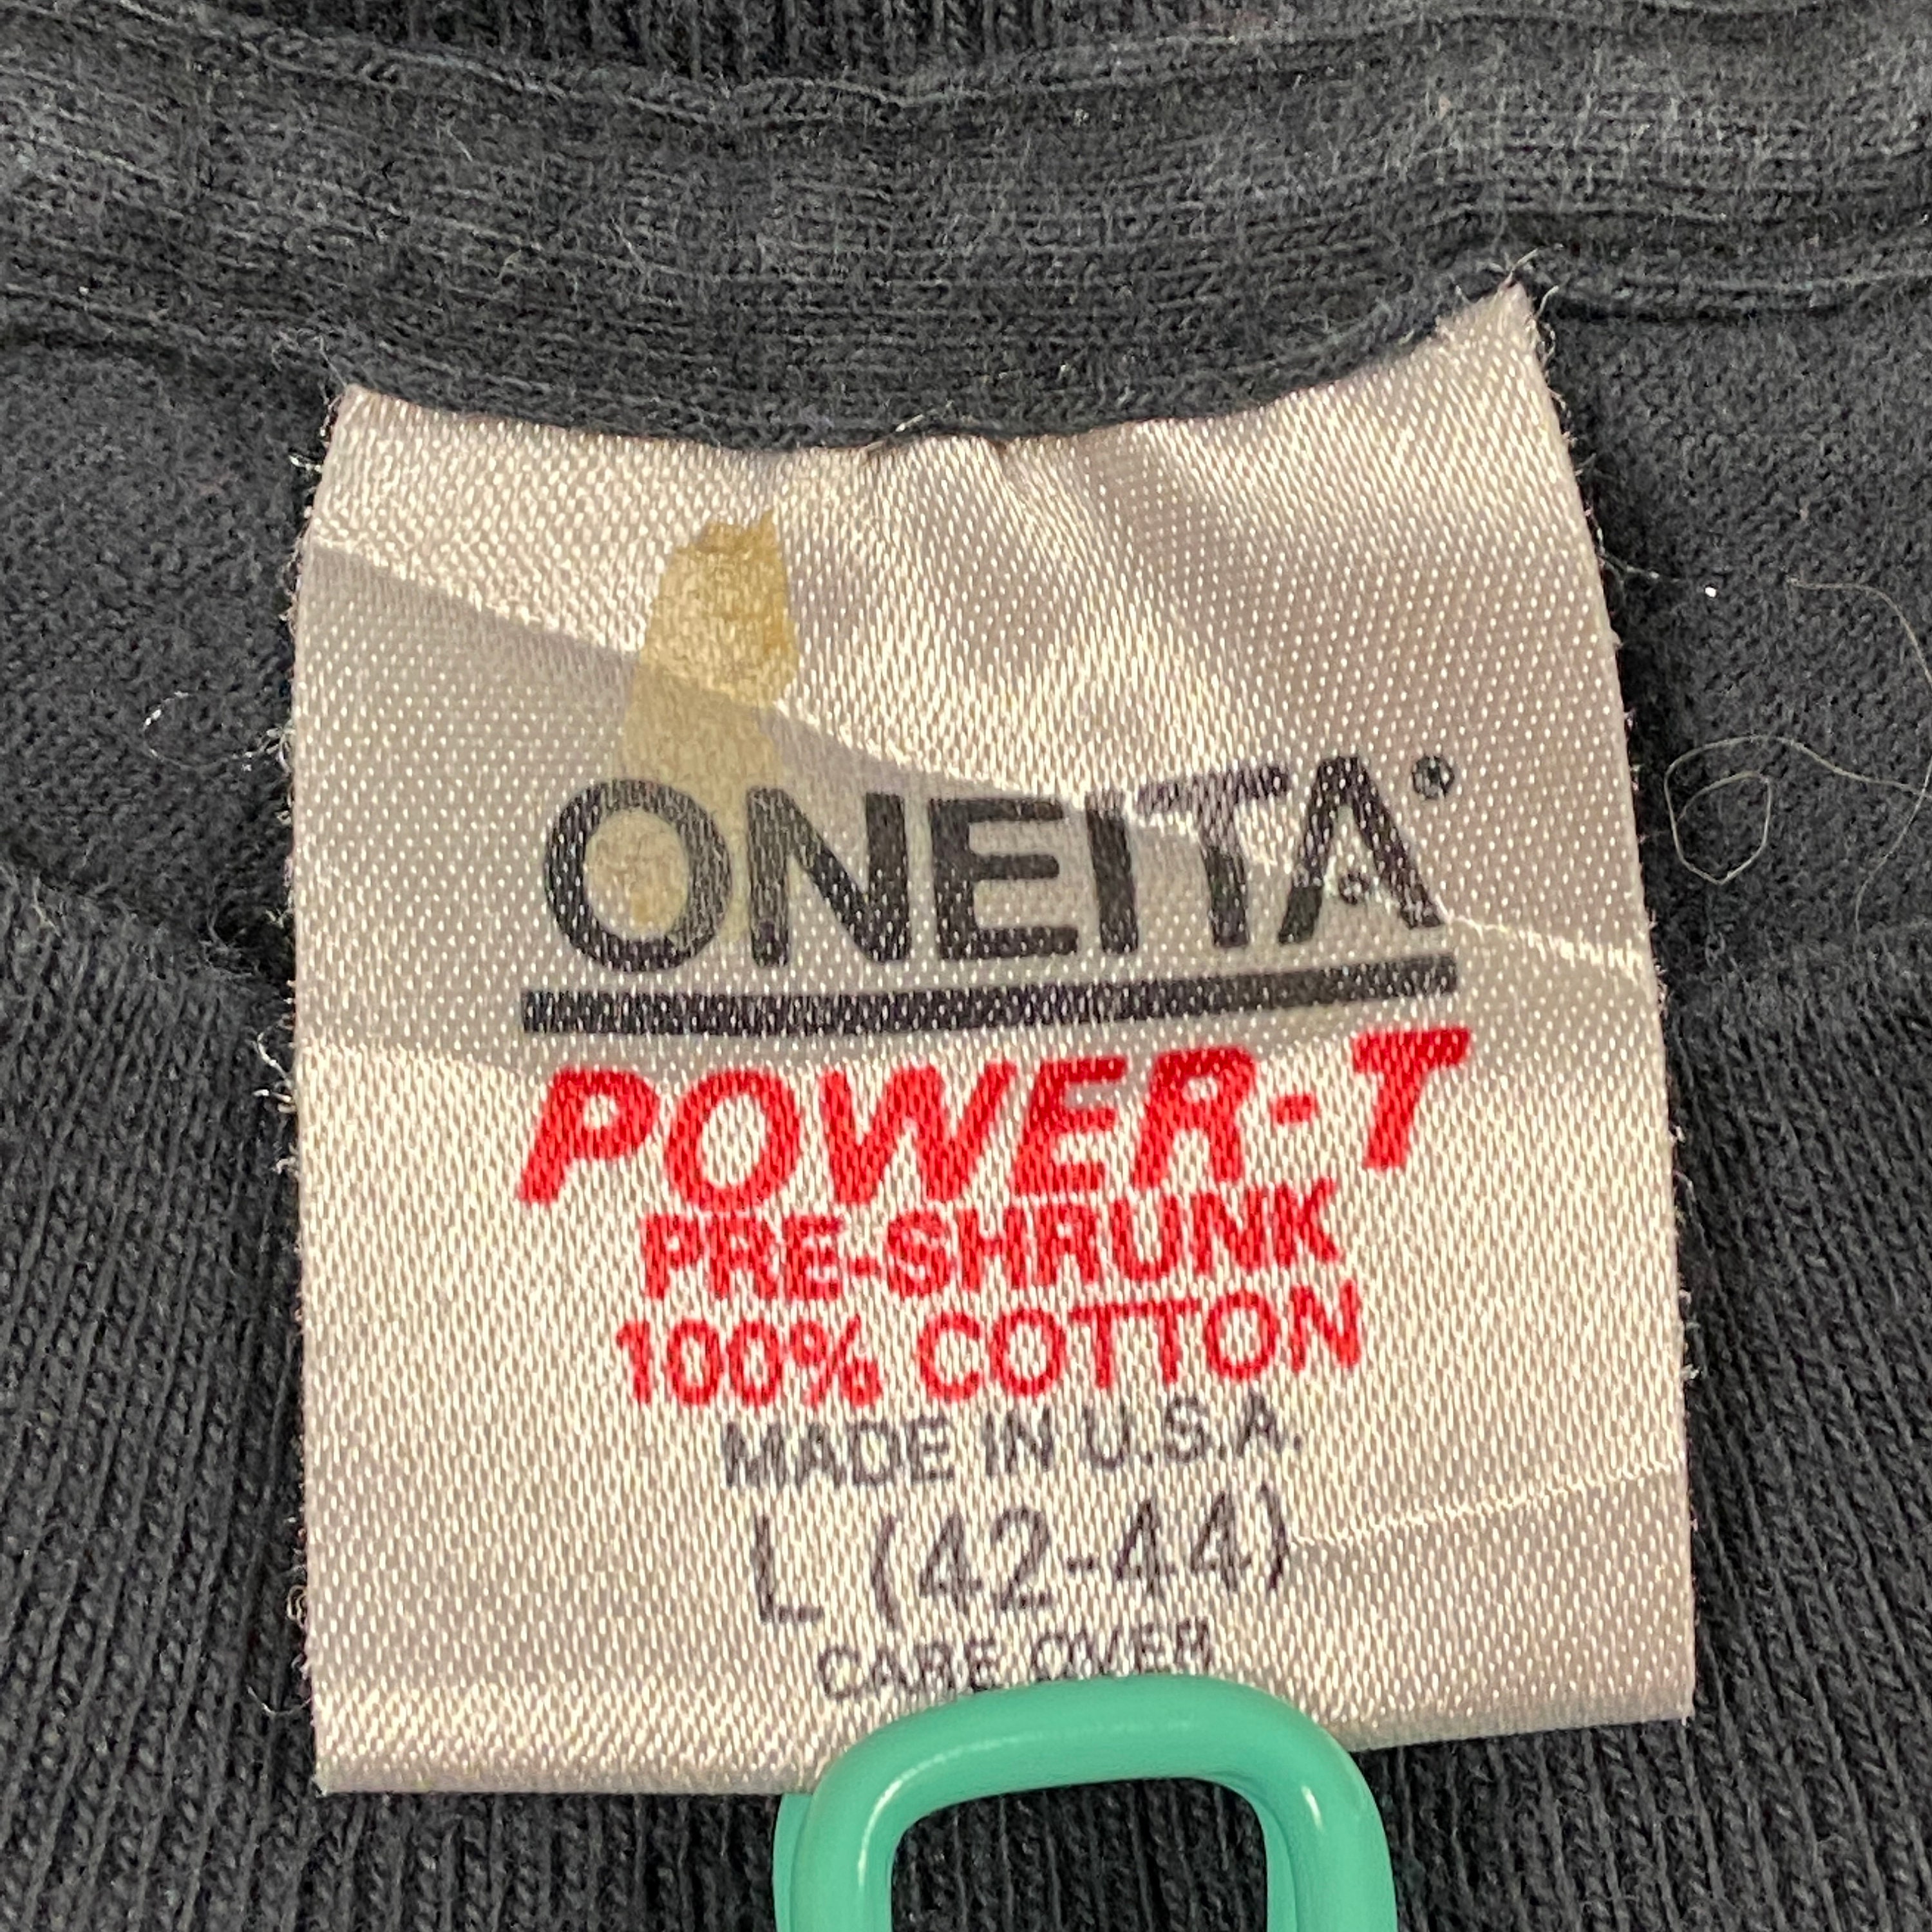 ONEITA®
POWER-T
PRE-SHRUNK
100% COTTON
MADE IN U.S.A.
L (42-44)
CARE OVER